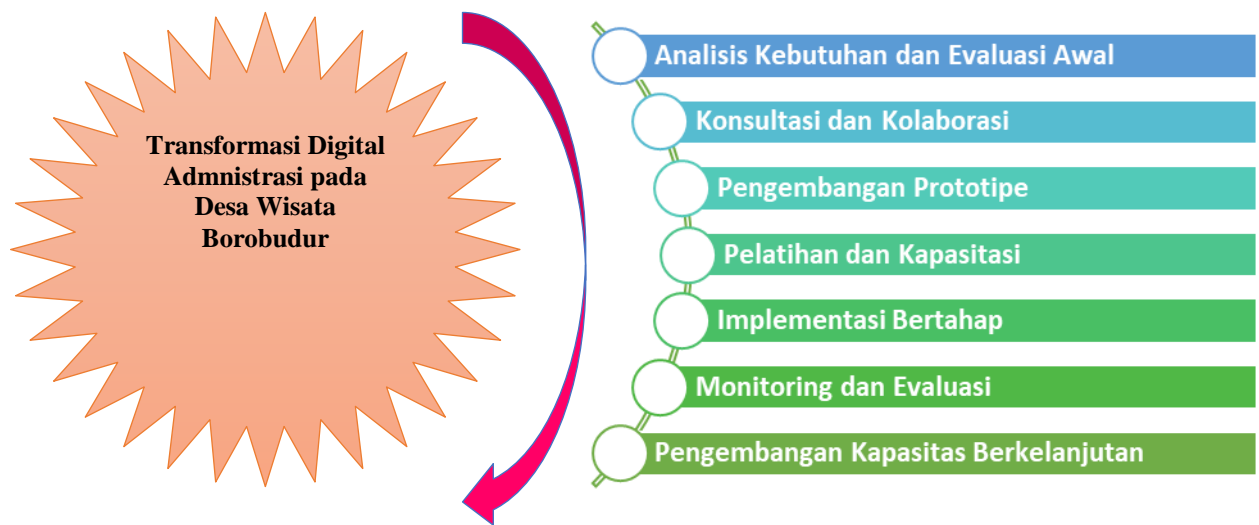 Transformasi Digital
Admnistrasi pada
Desa Wisata
Borobudur
Analisis Kebutuhan dan Evaluasi Awal
Konsultasi dan Kolaborasi
Pengembangan Prototipe
Pelatihan dan Kapasitasi
Implementasi Bertahap
Monitoring dan Evaluasi
Pengembangan Kapasitas Berkelanjutan